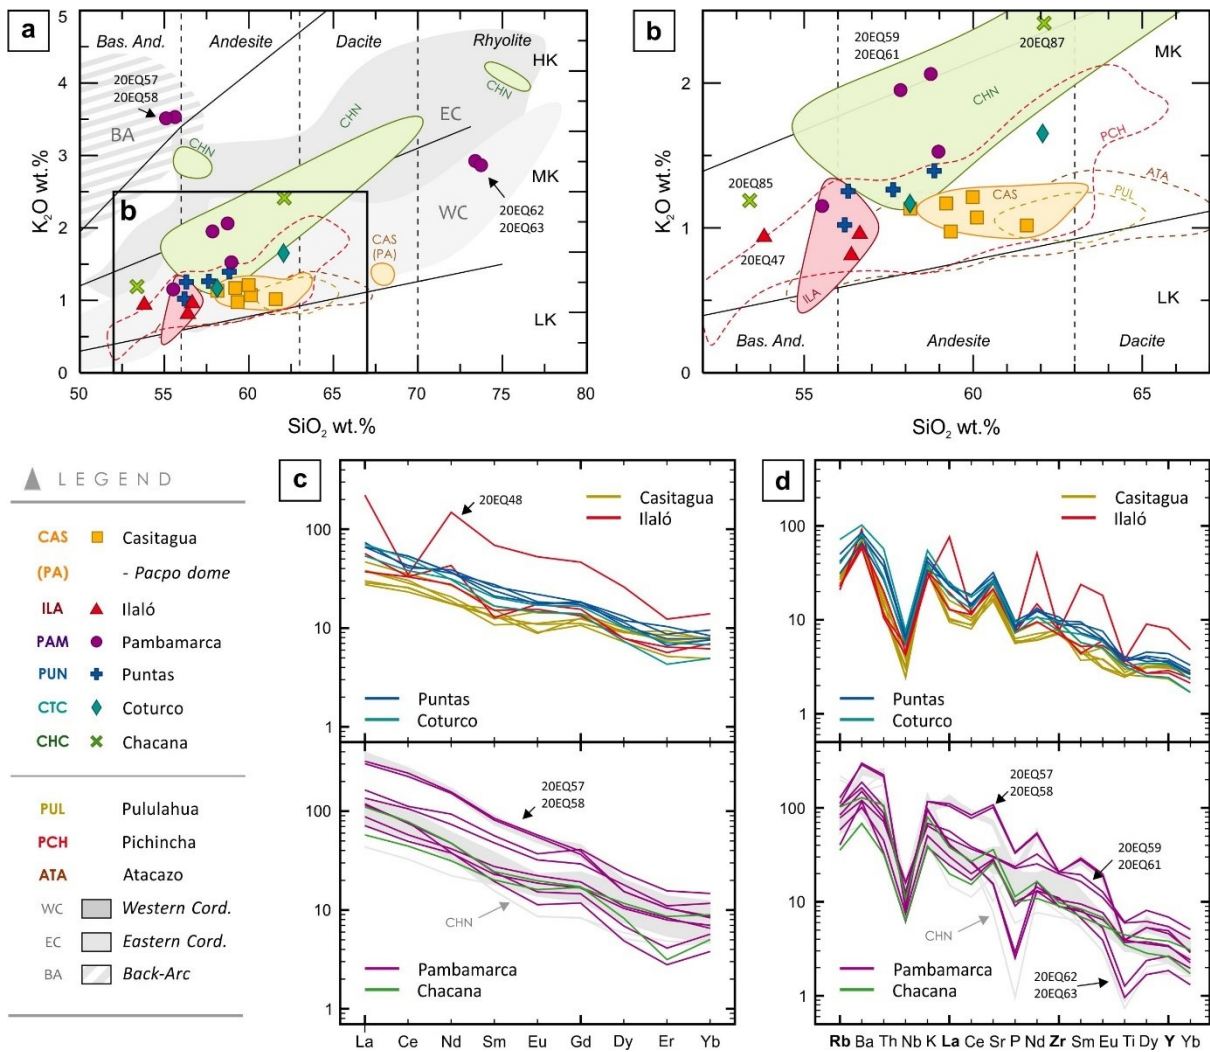 a
Bas. And.
Andesite
Dacite
Rhyolite
HK
20EQ57
20EQ58
BA
CHN
CHN
CHN
EC
MK
WC
20EQ62
20EQ63
b
CAS
(PA)
LK
K₂O wt.%
5
4
3
2
1
0
50
55
60
65
70
75
80
SiO₂ wt.%
b
20EQ59
20EQ61
20EQ87
MK
CHN
PCH
ATA
20EQ85
CAS
PUL
20EQ47
ILA
LK
Bas. And.
Andesite
Dacite
K₂O wt.%
2
1
0
55
60
65
SiO₂ wt.%
LEGEND
CAS Casitagua
(PA) - Pacpo dome
ILA Ilaló
PAM Pambamarca
PUN Puntas
CTC Coturco
CHC Chacana
PUL Pululahua
PCH Pichincha
ATA Atacazo
WC Western Cord.
EC Eastern Cord.
BA Back-Arc
c
20EQ48
Casitagua
Ilaló
100
10
1
Puntas
Coturco
20EQ57
20EQ58
100
10
1
CHN
Pambamarca
Chacana
La Ce Nd Sm Eu Gd Dy Er Yb
d
Casitagua
Ilaló
100
10
1
Puntas
Coturco
20EQ57
20EQ58
20EQ59
20EQ61
100
10
1
CHN
Pambamarca
Chacana
20EQ62
20EQ63
Rb Ba Th Nb K La Ce Sr P Nd Zr Sm Eu Ti Dy Y Yb